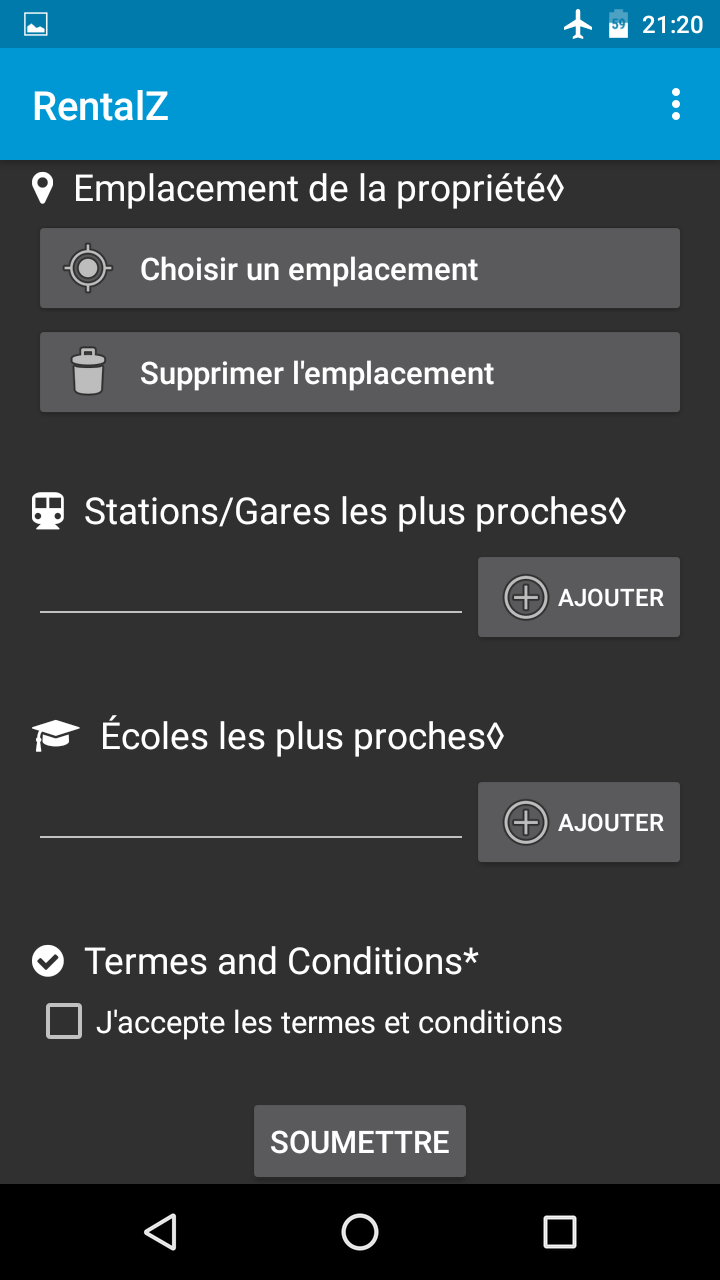 59 21:20
RentalZ
Emplacement de la propriété◊
Choisir un emplacement
Supprimer l'emplacement
Stations/Gares les plus proches◊
AJOUTER
Écoles les plus proches◊
AJOUTER
Termes and Conditions*
J'accepte les termes et conditions
SOUMETTRE